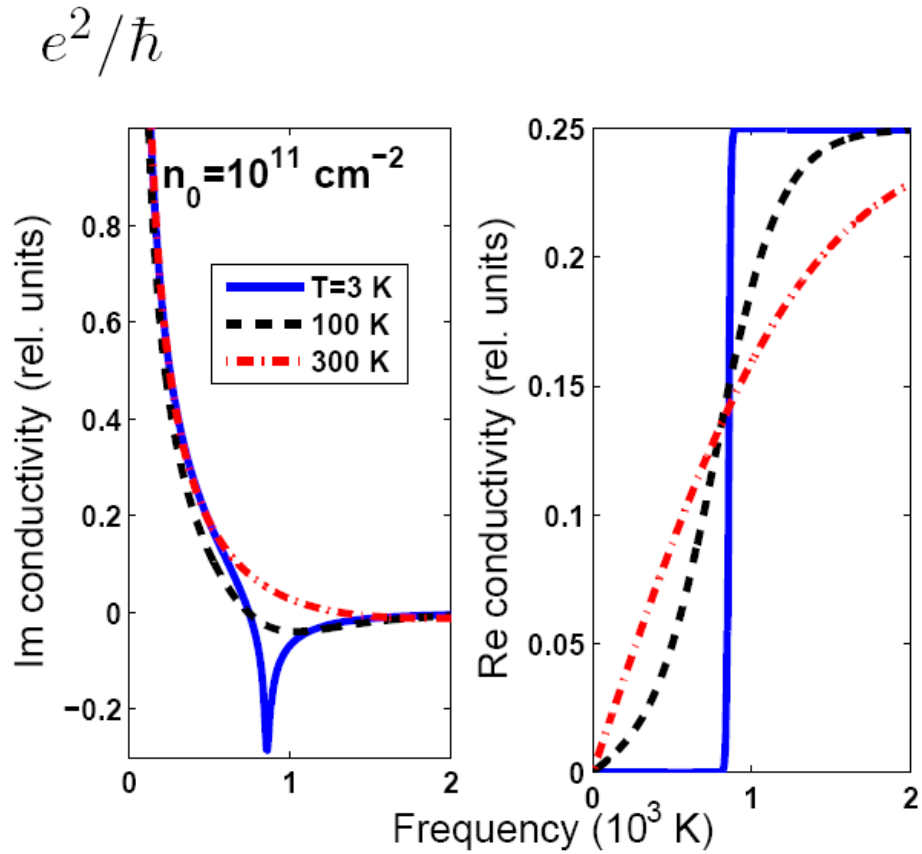 e²/ħ
n₀=10¹¹ cm⁻²
T=3 K
100 K
300 K
Im conductivity (rel. units)
0.8
0.6
0.4
0.2
0
−0.2
0
1
2
Re conductivity (rel. units)
0.25
0.2
0.15
0.1
0.05
0
0
1
2
Frequency (10³ K)